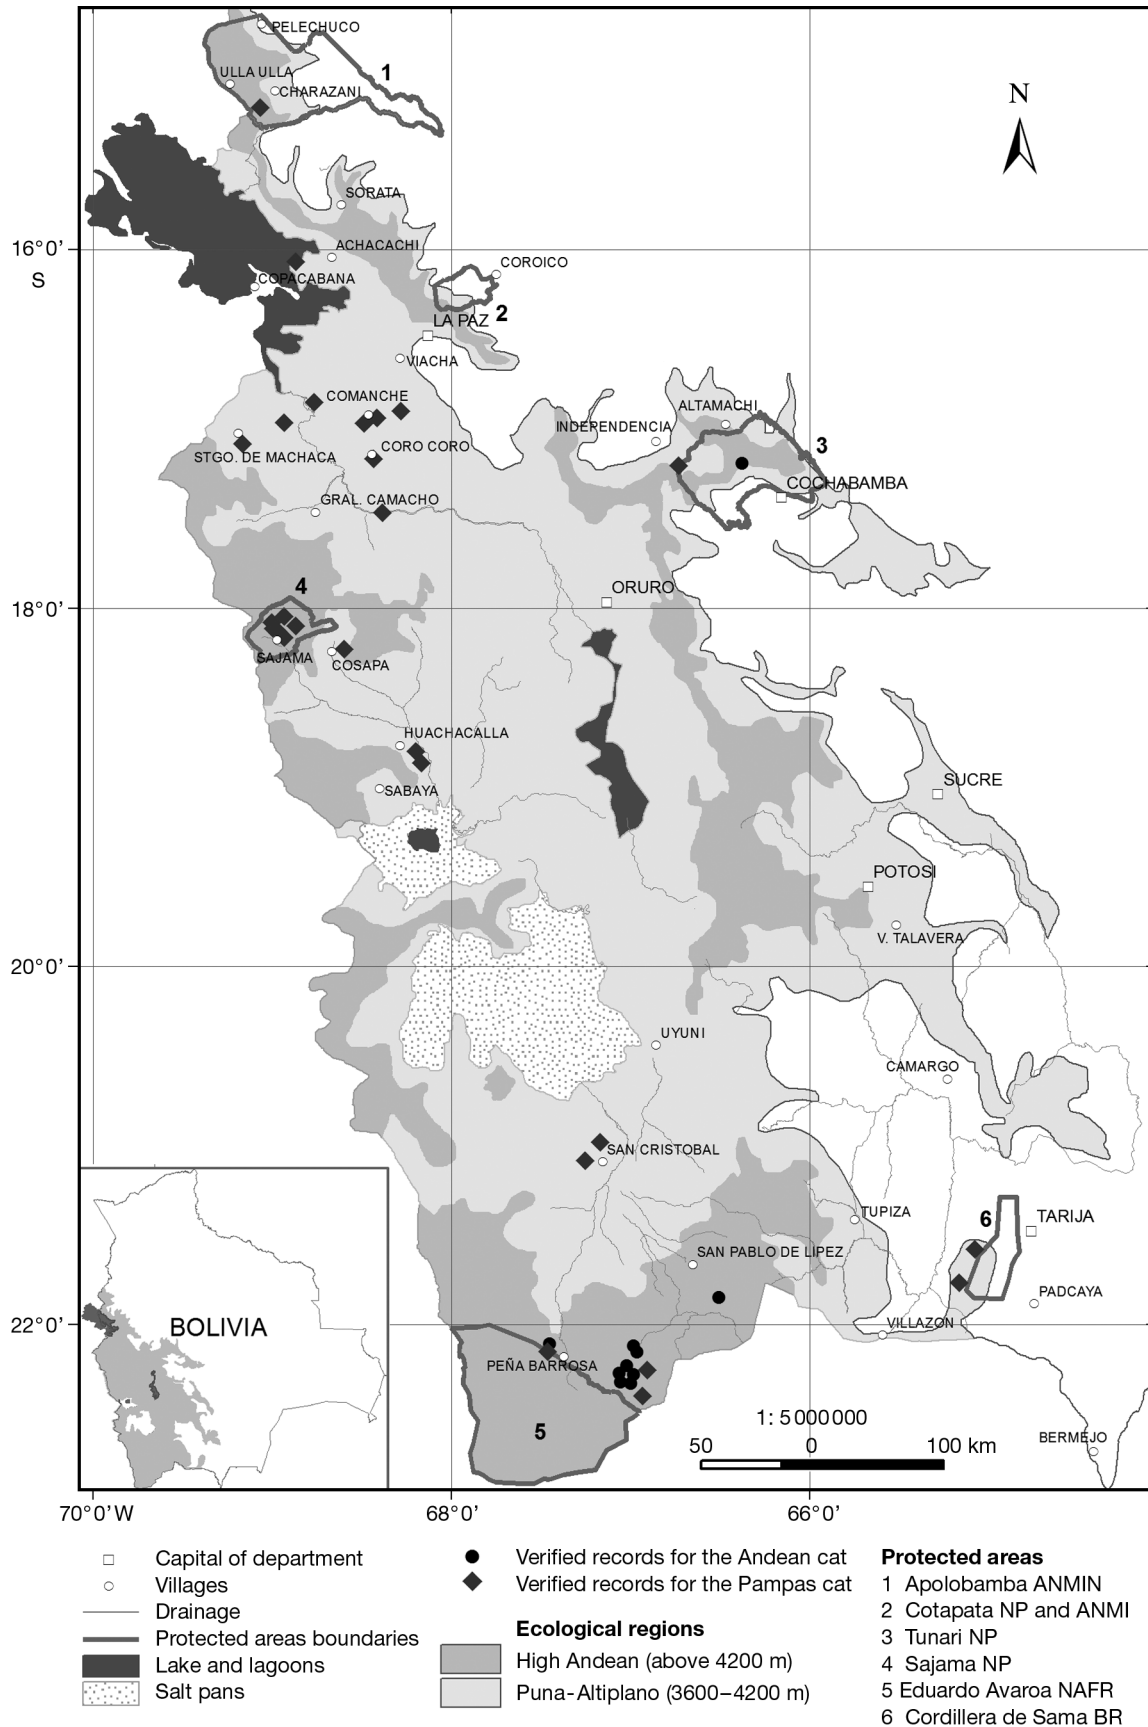 PELECHUCO
1
ULLA ULLA
CHARAZANI
N
SORATA
16°0'
S
ACHACACHI
COROICO
COPACABANA
2
LA PAZ
VIACHA
COMANCHE
ALTAMACHI
INDEPENDENCIA
3
CORO CORO
STGO. DE MACHACA
COCHABAMBA
GRAL. CAMACHO
4
ORURO
18°0'
SAJAMA
COSAPA
HUACHACALLA
SUCRE
SABAYA
POTOSI
V. TALAVERA
20°0'
UYUNI
CAMARGO
SAN CRISTOBAL
TUPIZA
6
TARIJA
SAN PABLO DE LIPEZ
PADCAYA
22°0'
VILLAZON
BOLIVIA
PEÑA BARROSA
1: 5000000
5
BERMEJO
50 0 100 km
70°0'W 68°0' 66°0'
Capital of department
Villages
Drainage
Protected areas boundaries
Lake and lagoons
Salt pans
Verified records for the Andean cat
Verified records for the Pampas cat
Ecological regions
High Andean (above 4200 m)
Puna-Altiplano (3600–4200 m)
Protected areas
1 Apolobamba ANMIN
2 Cotapata NP and ANMI
3 Tunari NP
4 Sajama NP
5 Eduardo Avaroa NAFR
6 Cordillera de Sama BR